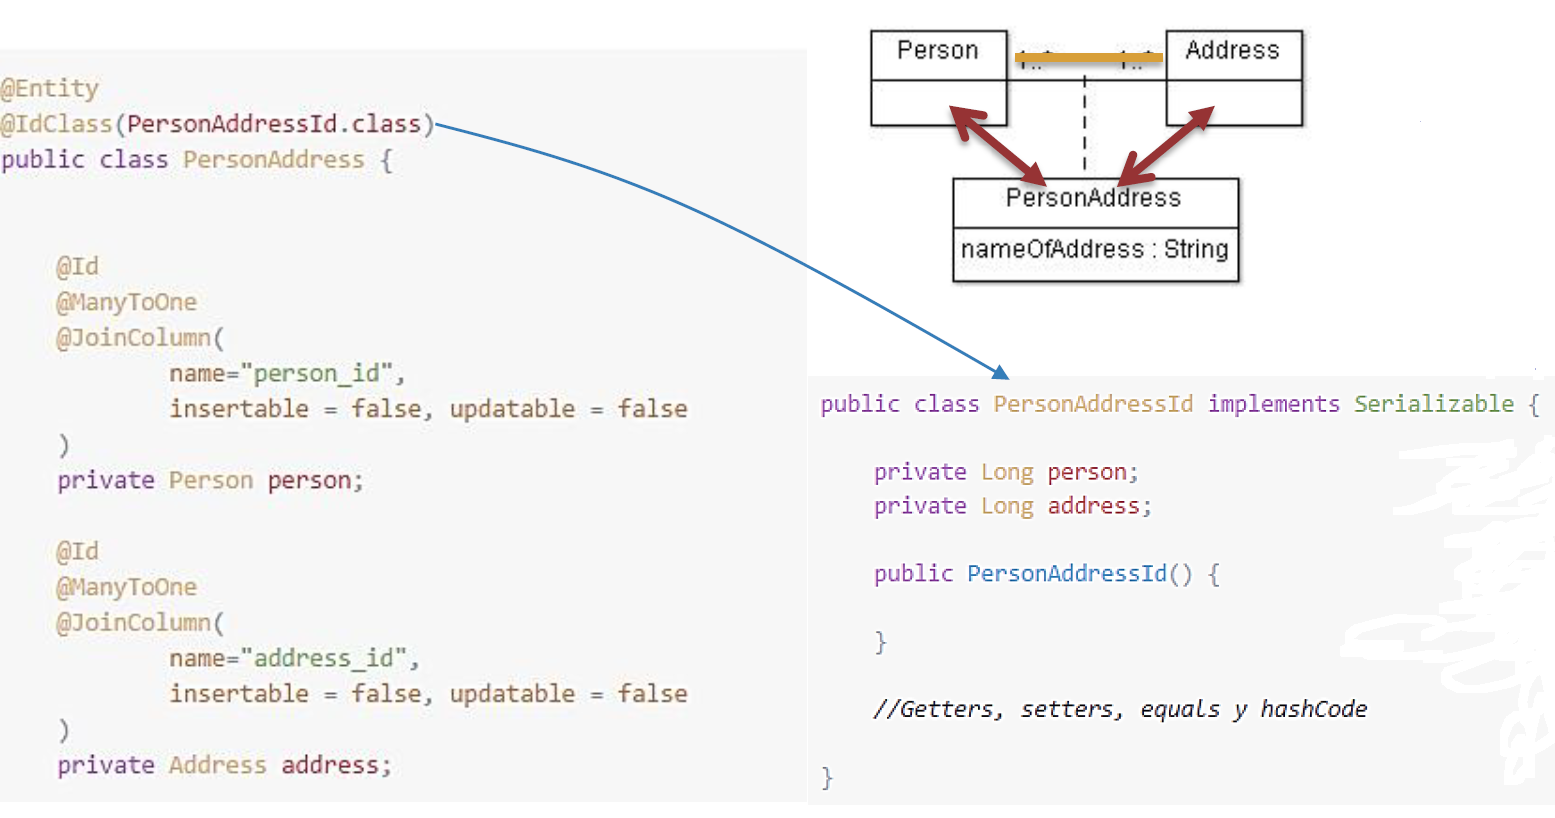 @Entity
@IdClass(PersonAddressId.class)
public class PersonAddress {
@Id
@ManyToOne
@JoinColumn(
name="person_id",
insertable = false, updatable = false
)
private Person person;
@Id
@ManyToOne
@JoinColumn(
name="address_id",
insertable = false, updatable = false
)
private Address address;
Person
1..*
1..*
Address
PersonAddress
nameOfAddress : String
public class PersonAddressId implements Serializable {
private Long person;
private Long address;
public PersonAddressId() {
}
//Getters, setters, equals y hashCode
}